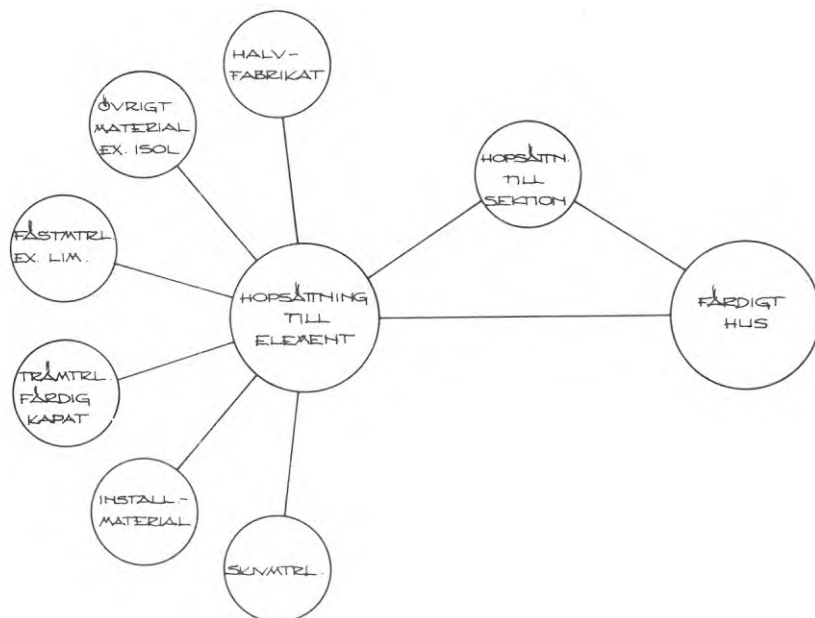 HALV-
FABRIKAT
ÖVRIGT
MATERIAL
EX. ISOL
HOPSÄTTN.
TILL
SEKTION
FÄSTMTRL.
EX. LIM.
HOPSÄTTNING
TILL
ELEMENT
FÄRDIGT
HUS
TRÄMTRL.
FÄRDIG
KAPAT
INSTALL.-
MATERIAL
SKIVMTRL.